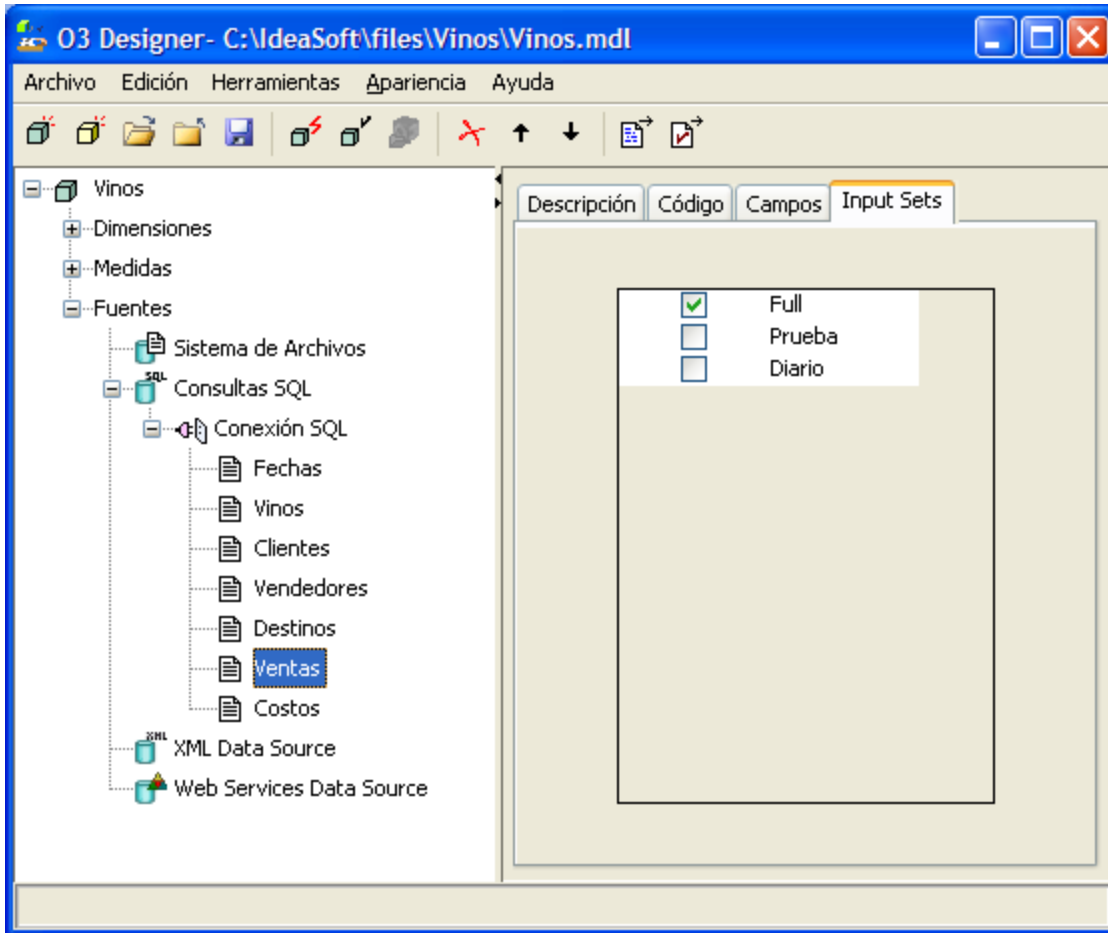 O3 Designer- C:\IdeaSoft\files\Vinos\Vinos.mdl
Archivo Edición Herramientas Apariencia Ayuda
Vinos
Dimensiones
Medidas
Fuentes
Sistema de Archivos
SQL
Consultas SQL
Conexión SQL
Fechas
Vinos
Clientes
Vendedores
Destinos
Ventas
Costos
XML
XML Data Source
Web Services Data Source
Descripción Código Campos Input Sets
Full
Prueba
Diario